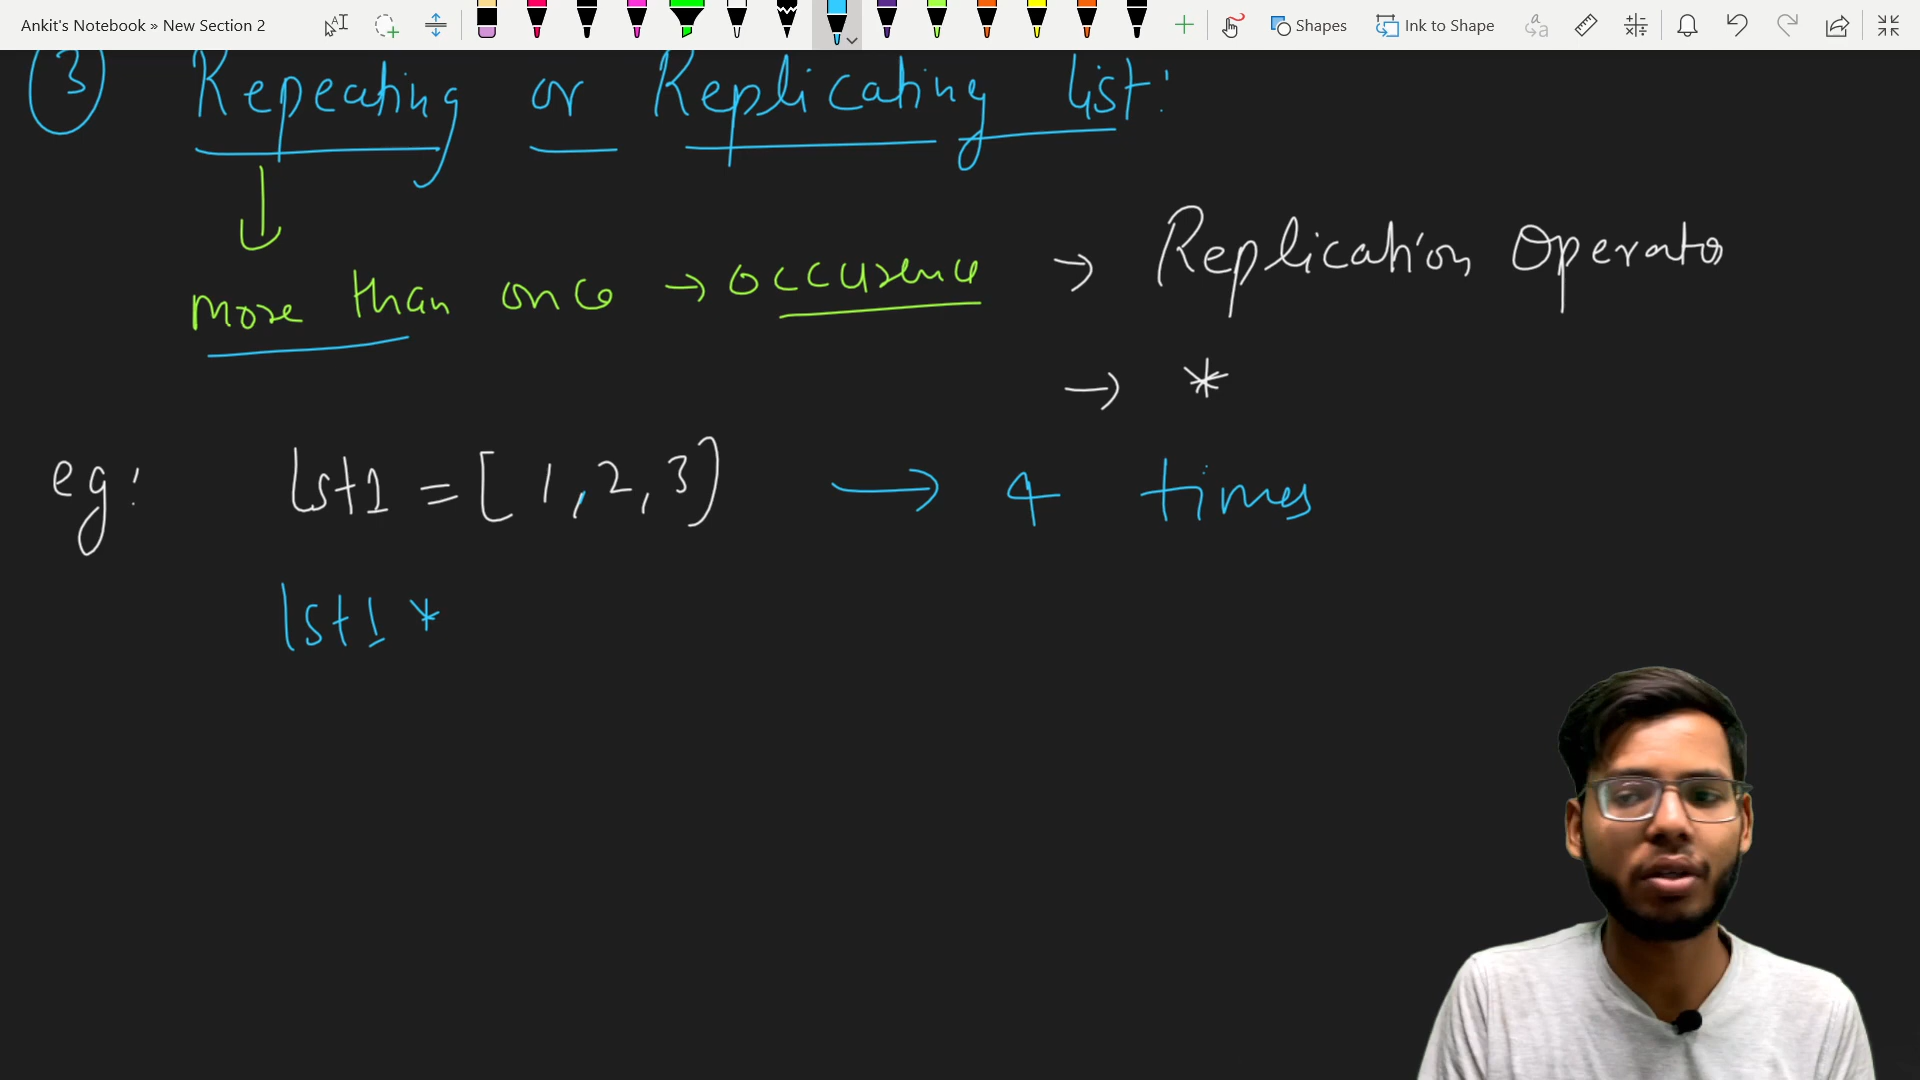 Ankit's Notebook » New Section 2 Shapes Ink to Shape
③ Repeating or Replicating list:
↓
more than once → occurence → Replication Operator
→ *
eg: lst1 = [1,2,3] → 4 times
lst1 *